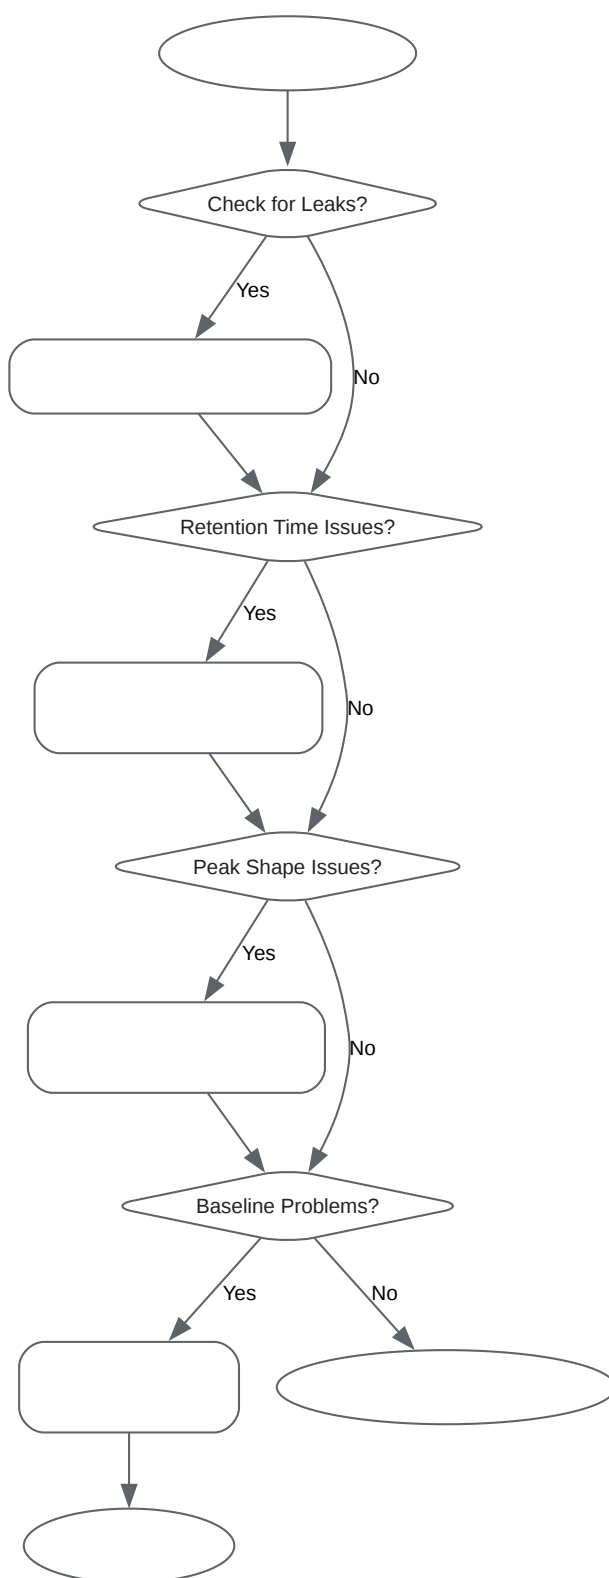 Check for Leaks?
Yes
No
Retention Time Issues?
Yes
No
Peak Shape Issues?
Yes
No
Baseline Problems?
Yes
No